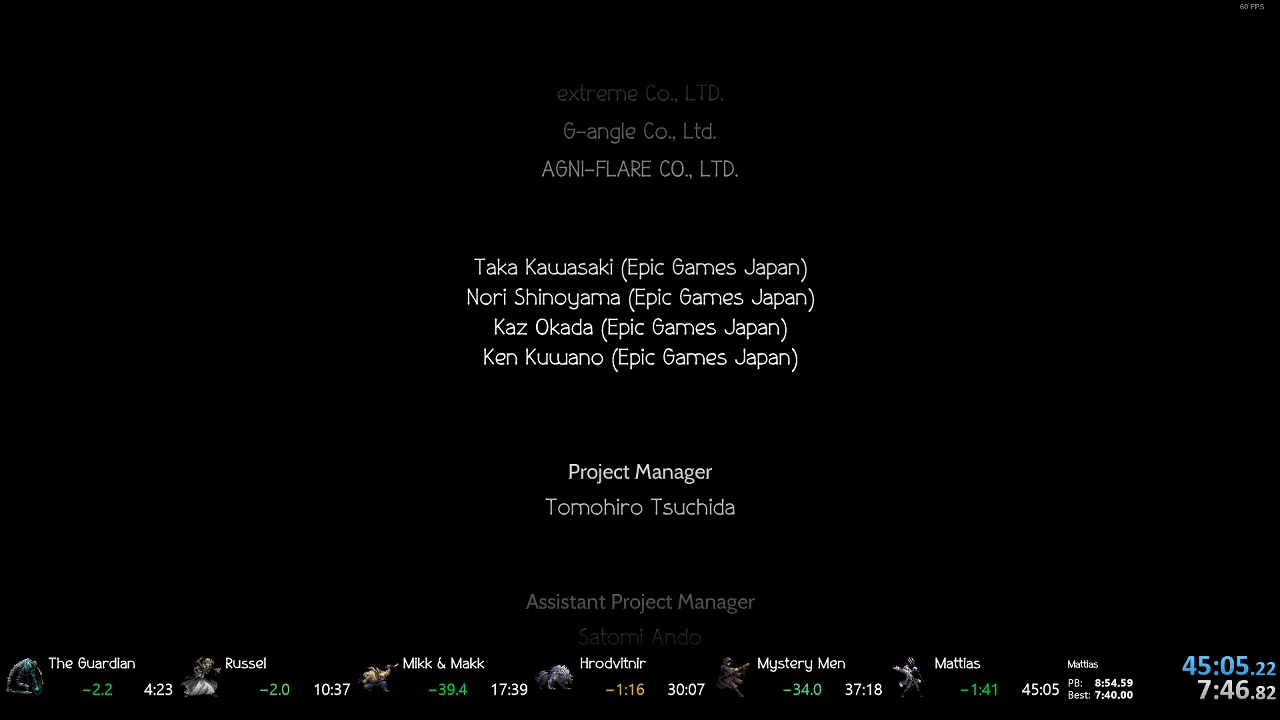 60 FPS
extreme Co., LTD.
G-angle Co., Ltd.
AGNI-FLARE CO., LTD.
Taka Kawasaki (Epic Games Japan)
Nori Shinoyama (Epic Games Japan)
Kaz Okada (Epic Games Japan)
Ken Kuwano (Epic Games Japan)
Project Manager
Tomohiro Tsuchida
Assistant Project Manager
Satomi Ando
The Guardian
−2.2 4:23
Russel
−2.0 10:37
Mikk & Makk
−39.4 17:39
Hrodvitnir
−1:16 30:07
Mystery Men
−34.0 37:18
Mattias
−1:41 45:05
Mattias
PB: 8:54.59
Best: 7:40.00
45:05.22
7:46.82